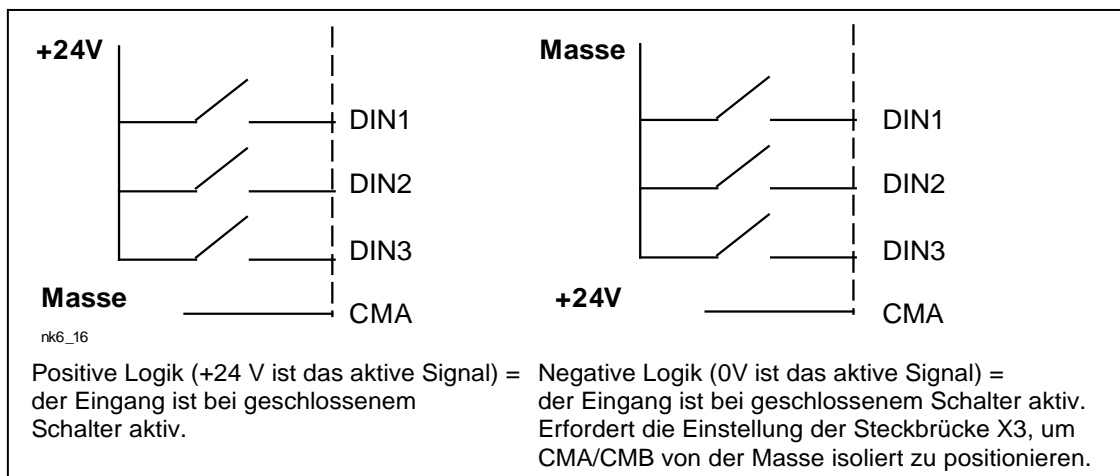 +24V
DIN1
DIN2
DIN3
Masse
CMA
nk6_16
Positive Logik (+24 V ist das aktive Signal) =
der Eingang ist bei geschlossenem
Schalter aktiv.
Masse
DIN1
DIN2
DIN3
+24V
CMA
Negative Logik (0V ist das aktive Signal) =
der Eingang ist bei geschlossenem Schalter aktiv.
Erfordert die Einstellung der Steckbrücke X3, um
CMA/CMB von der Masse isoliert zu positionieren.